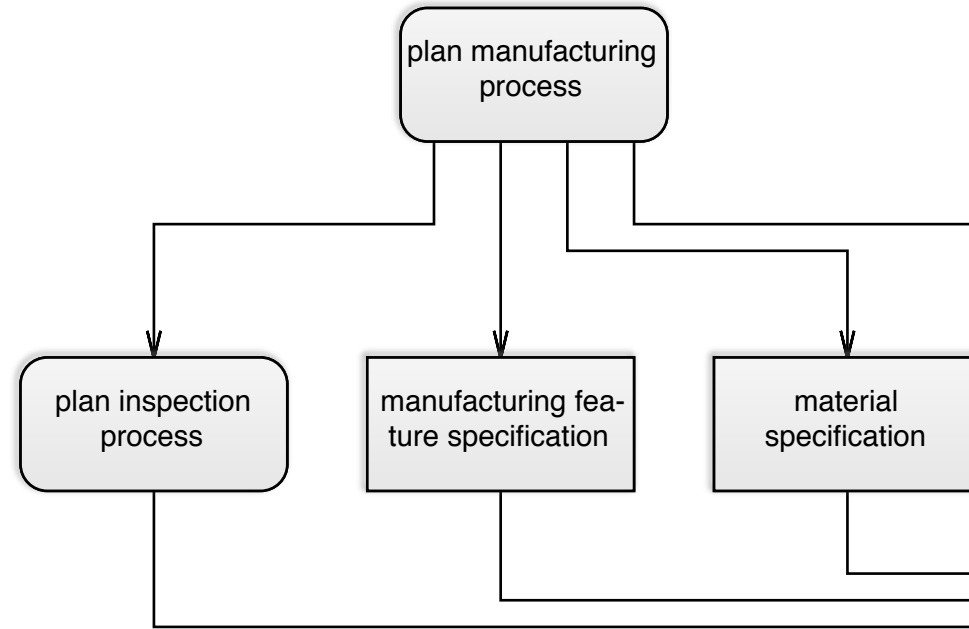 plan manufacturing
process
plan inspection
process
manufacturing fea-
ture specification
material
specification